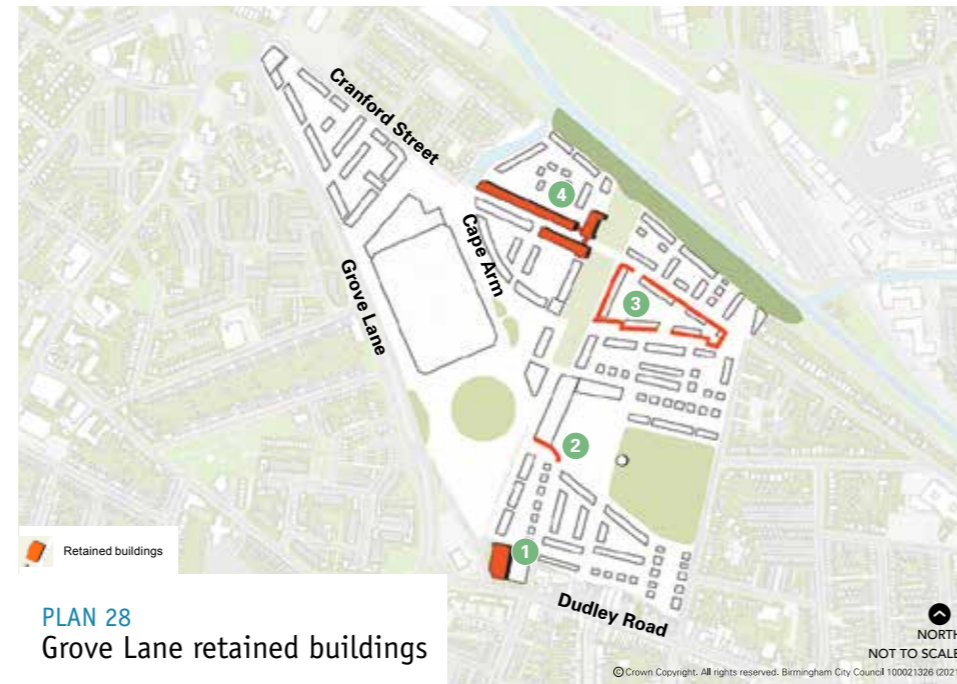 Cranford Street
Cape Arm
Grove Lane
4
3
2
1
Dudley Road
Retained buildings
PLAN 28
Grove Lane retained buildings
NORTH
NOT TO SCALE
©Crown Copyright. All rights reserved. Birmingham City Council 100021326 (2021